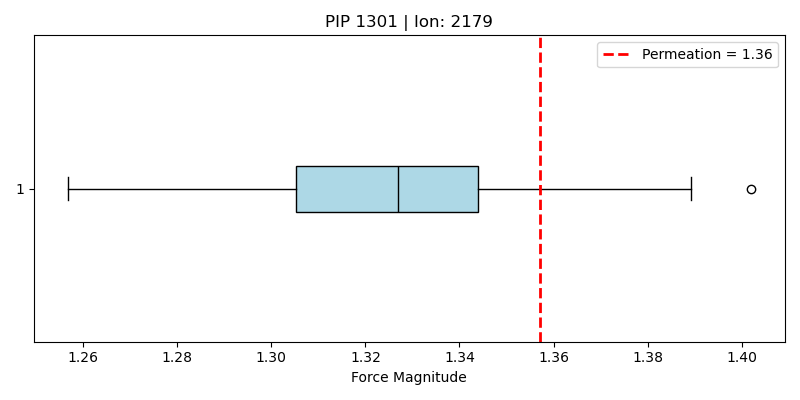 PIP 1301 | Ion: 2179
Permeation = 1.36
1
1.26 1.28 1.30 1.32 1.34 1.36 1.38 1.40
Force Magnitude